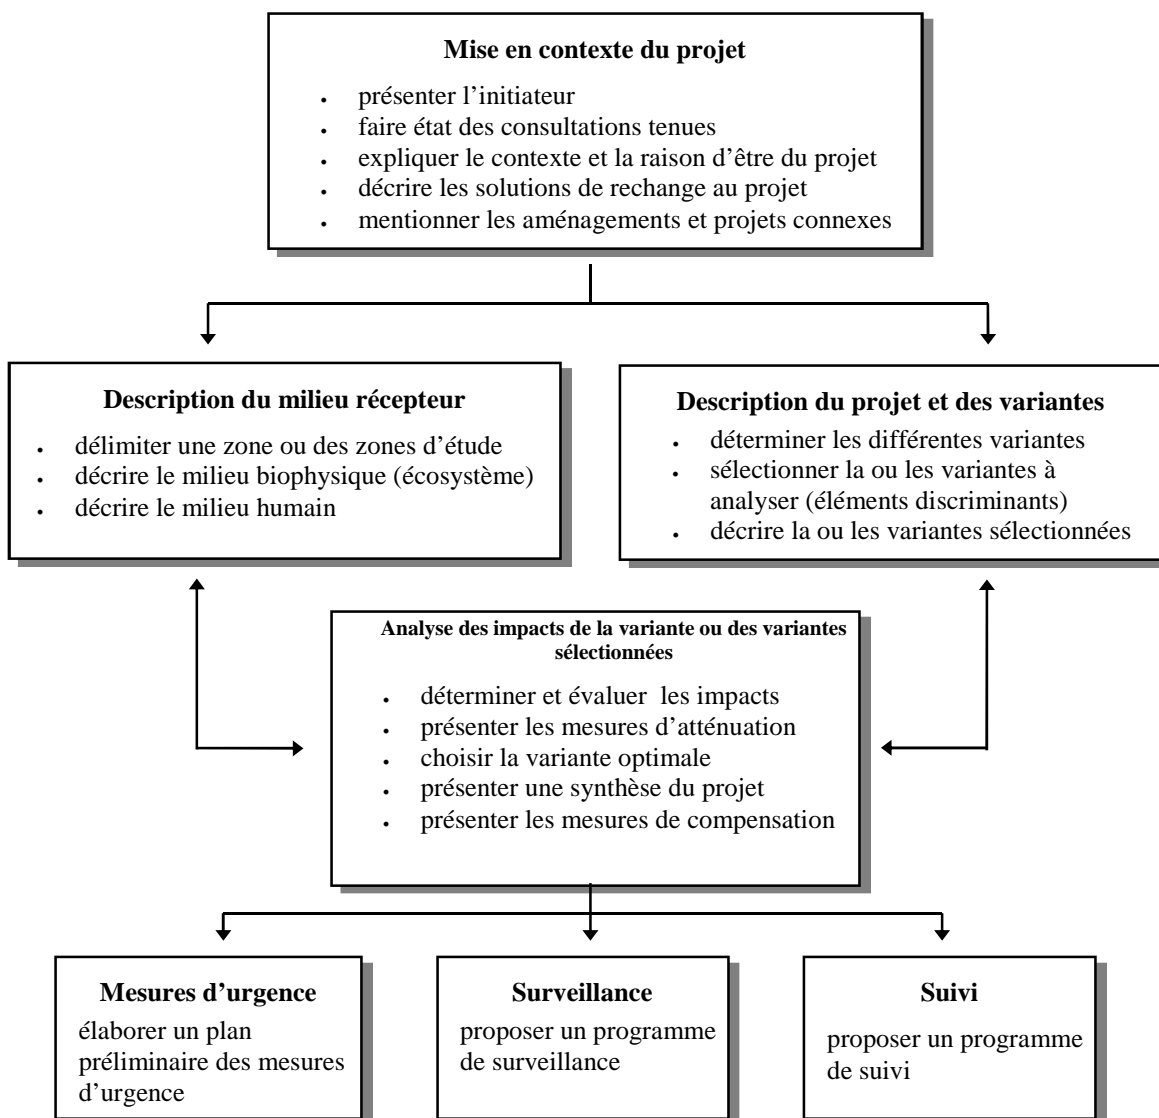 Mise en contexte du projet
• présenter l’initiateur
• faire état des consultations tenues
• expliquer le contexte et la raison d’être du projet
• décrire les solutions de rechange au projet
• mentionner les aménagements et projets connexes
Description du milieu récepteur
• délimiter une zone ou des zones d’étude
• décrire le milieu biophysique (écosystème)
• décrire le milieu humain
Description du projet et des variantes
• déterminer les différentes variantes
• sélectionner la ou les variantes à
analyser (éléments discriminants)
• décrire la ou les variantes sélectionnées
Analyse des impacts de la variante ou des variantes
sélectionnées
• déterminer et évaluer les impacts
• présenter les mesures d’atténuation
• choisir la variante optimale
• présenter une synthèse du projet
• présenter les mesures de compensation
Mesures d’urgence
élaborer un plan
préliminaire des mesures
d’urgence
Surveillance
proposer un programme
de surveillance
Suivi
proposer un programme
de suivi